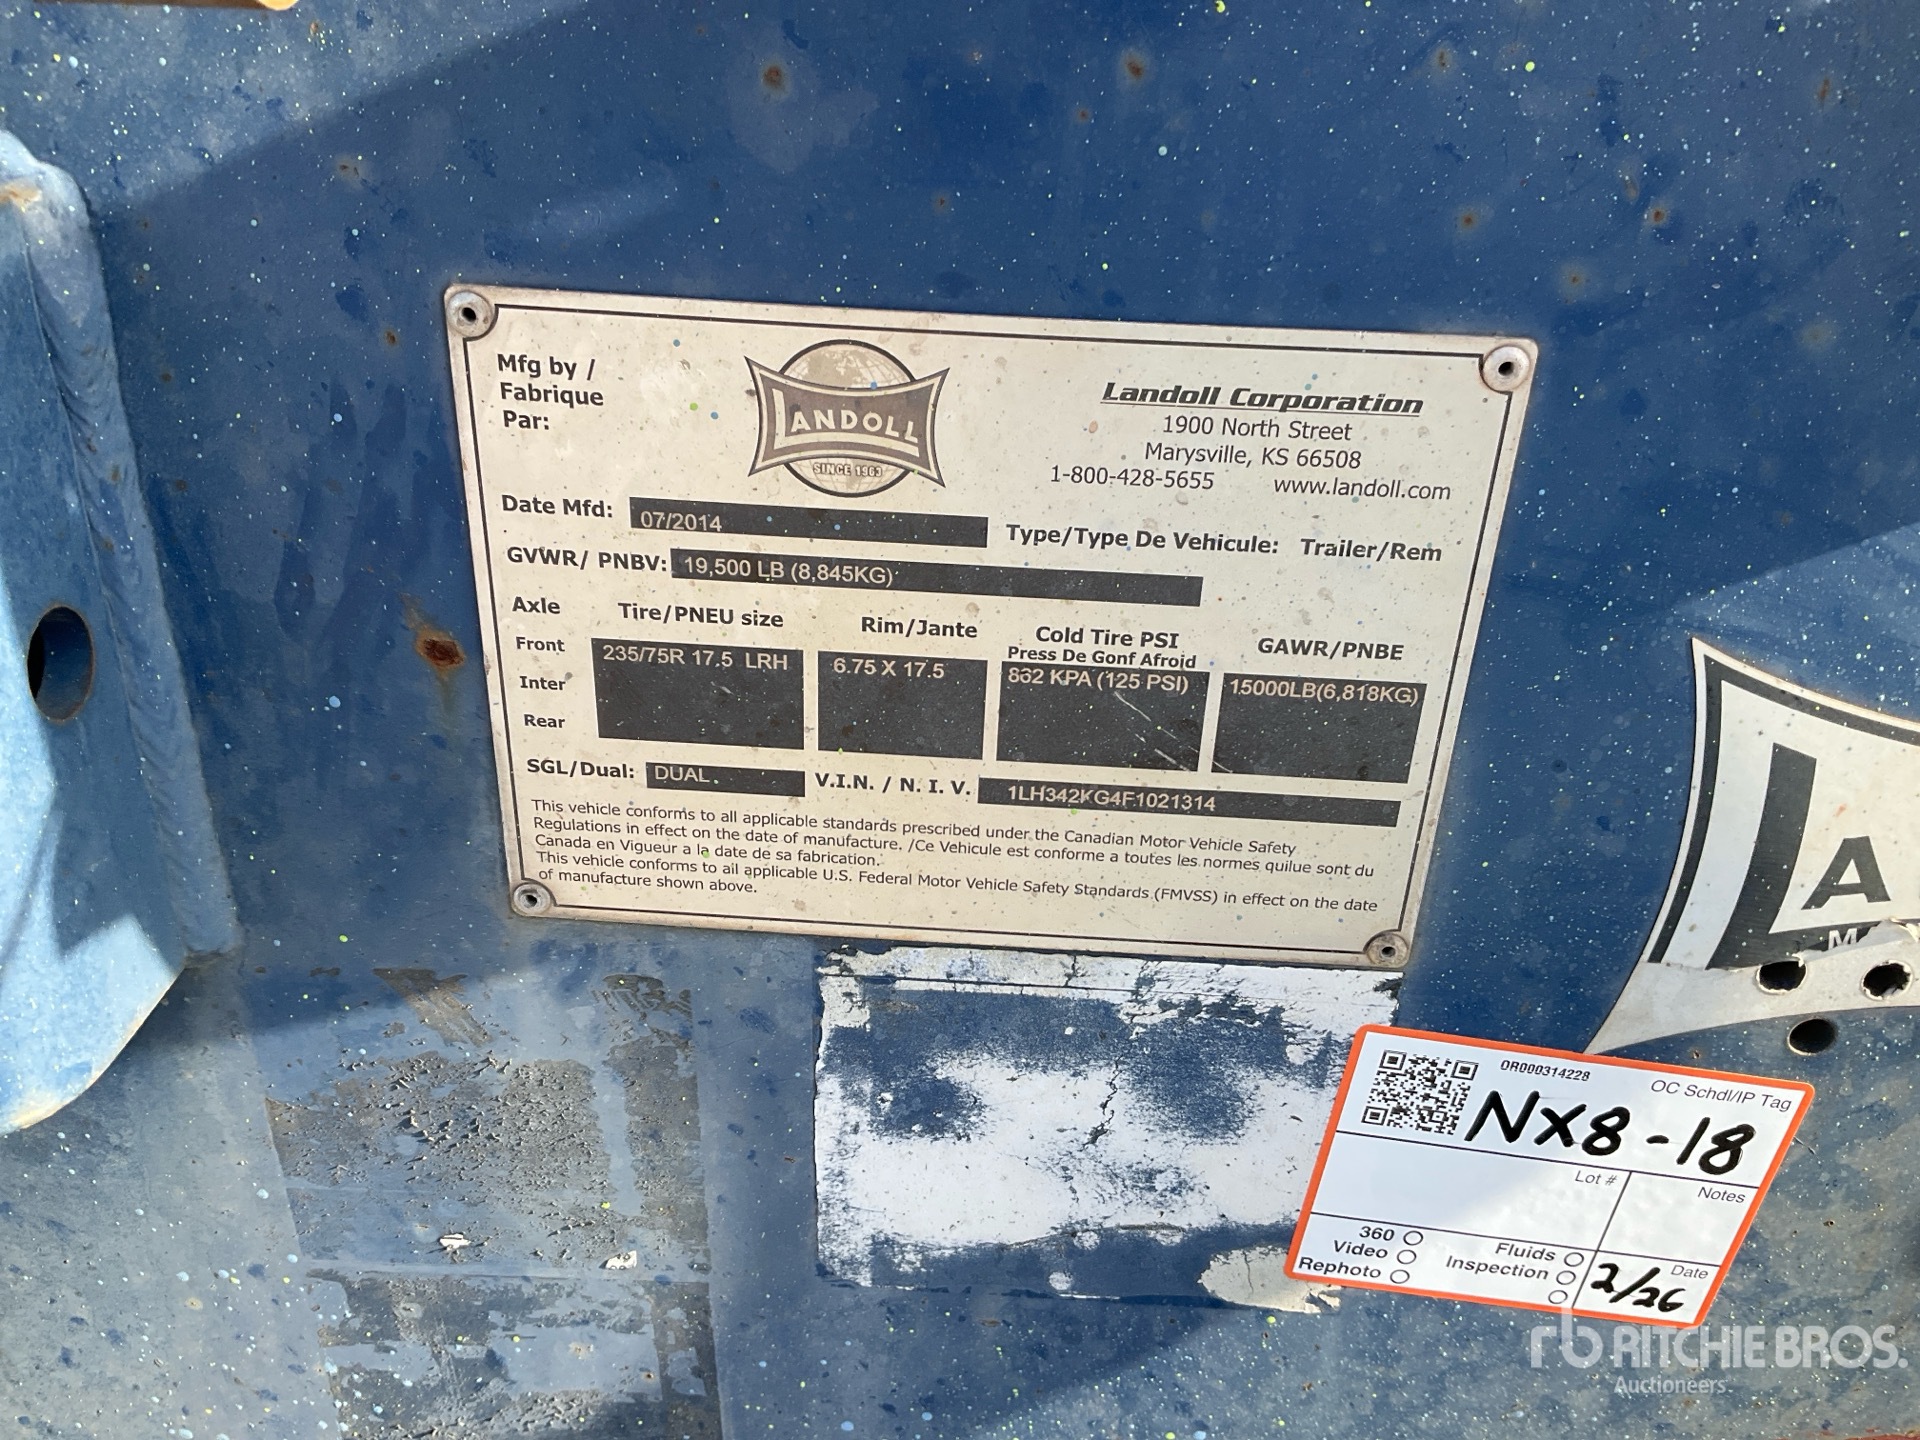 Mfg by /
Fabrique
Par:
LANDOLL
SINCE 1963
Landoll Corporation
1900 North Street
Marysville, KS 66508
1-800-428-5655 www.landoll.com
Date Mfd: 07/2014 Type/Type De Vehicule: Trailer/Rem
GVWR/ PNBV: 19,500 LB (8,845KG)
Axle Tire/PNEU size Rim/Jante Cold Tire PSI GAWR/PNBE
Press De Gonf Afroid
Front 235/75R 17.5 LRH 6.75 X 17.5 862 KPA (125 PSI) 15000LB(6,818KG)
Inter
Rear
SGL/Dual: DUAL V.I.N. / N. I. V. 1LH342KG4F1021314
This vehicle conforms to all applicable standards prescribed under the Canadian Motor Vehicle Safety
Regulations in effect on the date of manufacture. /Ce Vehicule est conforme a toutes les normes quilue sont du
Canada en Vigueur a la date de sa fabrication.
This vehicle conforms to all applicable U.S. Federal Motor Vehicle Safety Standards (FMVSS) in effect on the date
of manufacture shown above.
LA
0R000314228
OC Schdl/IP Tag
NX8-18
Lot # Notes
360
Video
Rephoto
Fluids
Inspection
Date
2/26
rb RITCHIE BROS.
Auctioneers